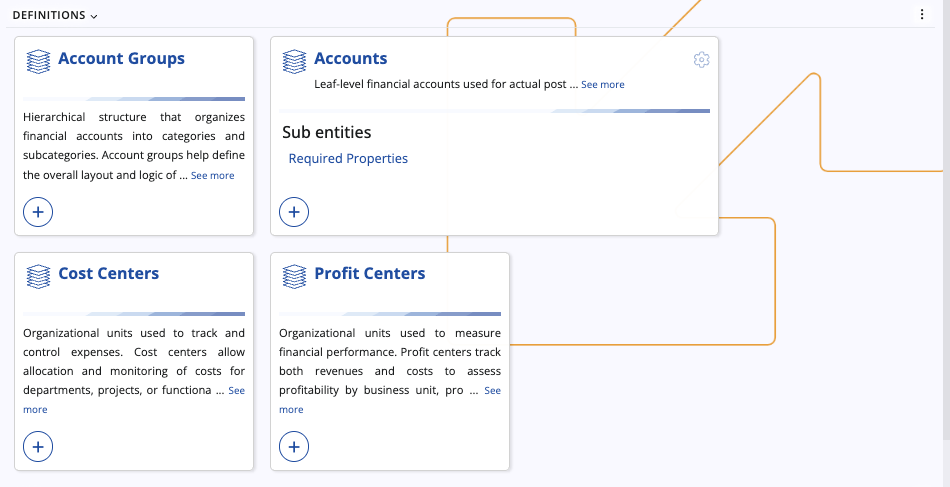 DEFINITIONS
Account Groups
Hierarchical structure that organizes
financial accounts into categories and
subcategories. Account groups help define
the overall layout and logic of ... See more
Accounts
Leaf-level financial accounts used for actual post ... See more
Sub entities
Required Properties
Cost Centers
Organizational units used to track and
control expenses. Cost centers allow
allocation and monitoring of costs for
departments, projects, or functiona ... See
more
Profit Centers
Organizational units used to measure
financial performance. Profit centers track
both revenues and costs to assess
profitability by business unit, pro ... See
more